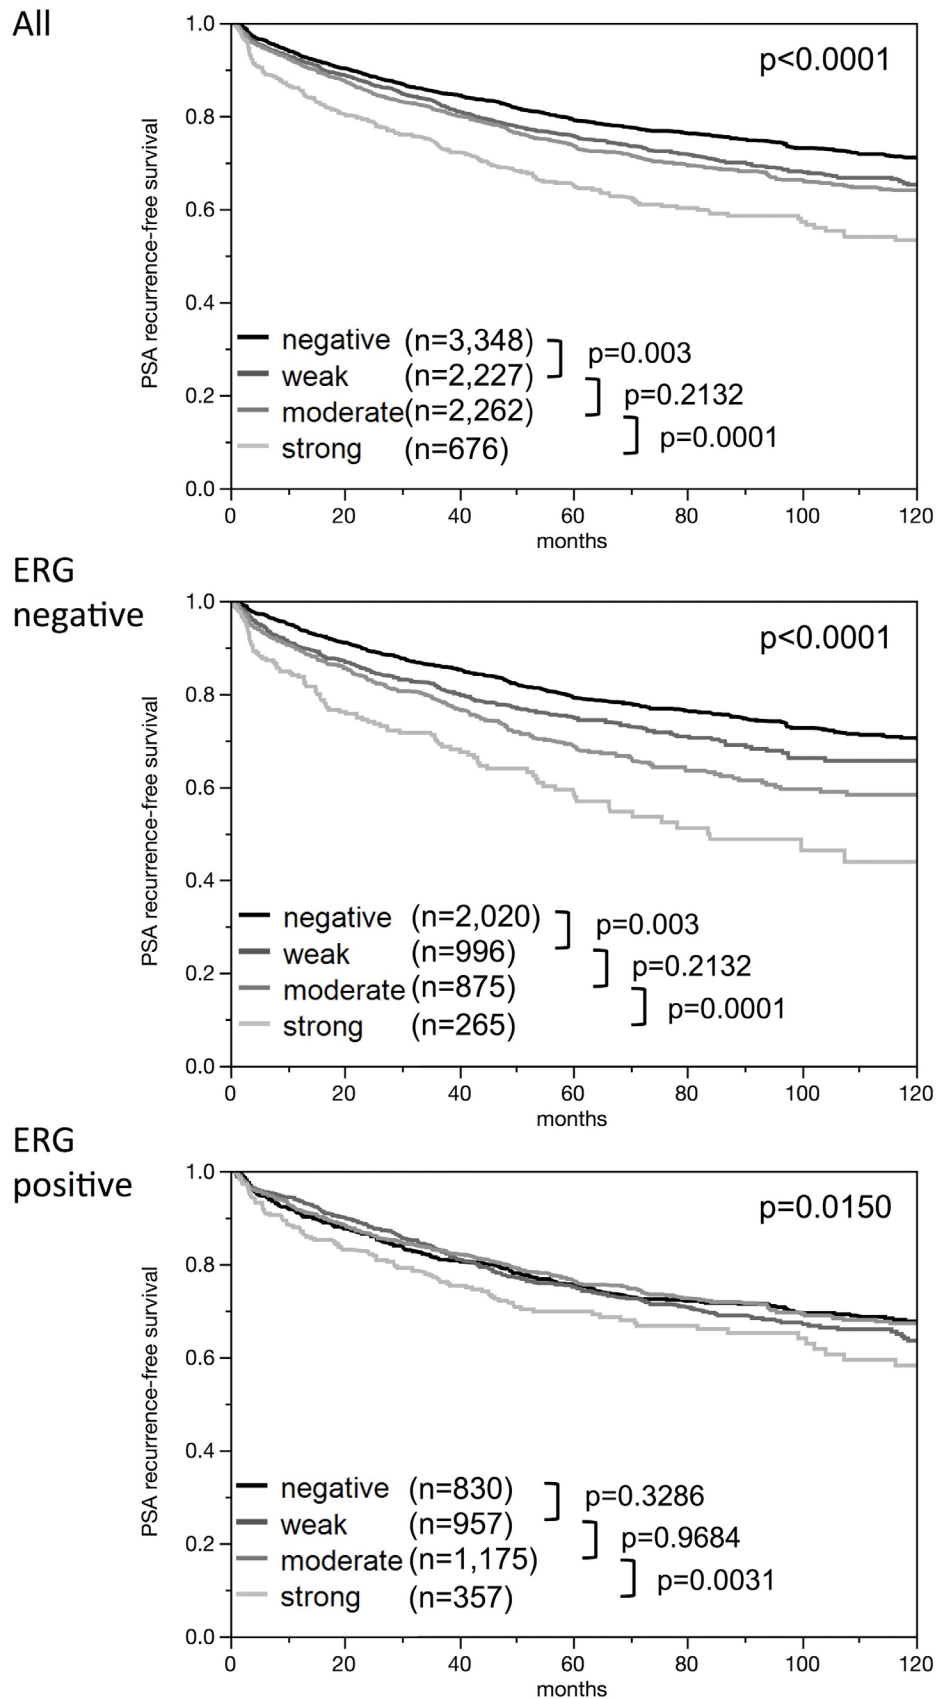 All
p<0.0001
PSA recurrence-free survival
1.0
0.8
0.6
0.4
0.2
0.0
negative (n=3,348)
weak (n=2,227)
moderate (n=2,262)
strong (n=676)
p=0.003
p=0.2132
p=0.0001
0 20 40 60 80 100 120
months
ERG
negative
p<0.0001
PSA recurrence-free survival
1.0
0.8
0.6
0.4
0.2
0.0
negative (n=2,020)
weak (n=996)
moderate (n=875)
strong (n=265)
p=0.003
p=0.2132
p=0.0001
0 20 40 60 80 100 120
months
ERG
positive
p=0.0150
PSA recurrence-free survival
1.0
0.8
0.6
0.4
0.2
0.0
negative (n=830)
weak (n=957)
moderate (n=1,175)
strong (n=357)
p=0.3286
p=0.9684
p=0.0031
0 20 40 60 80 100 120
months